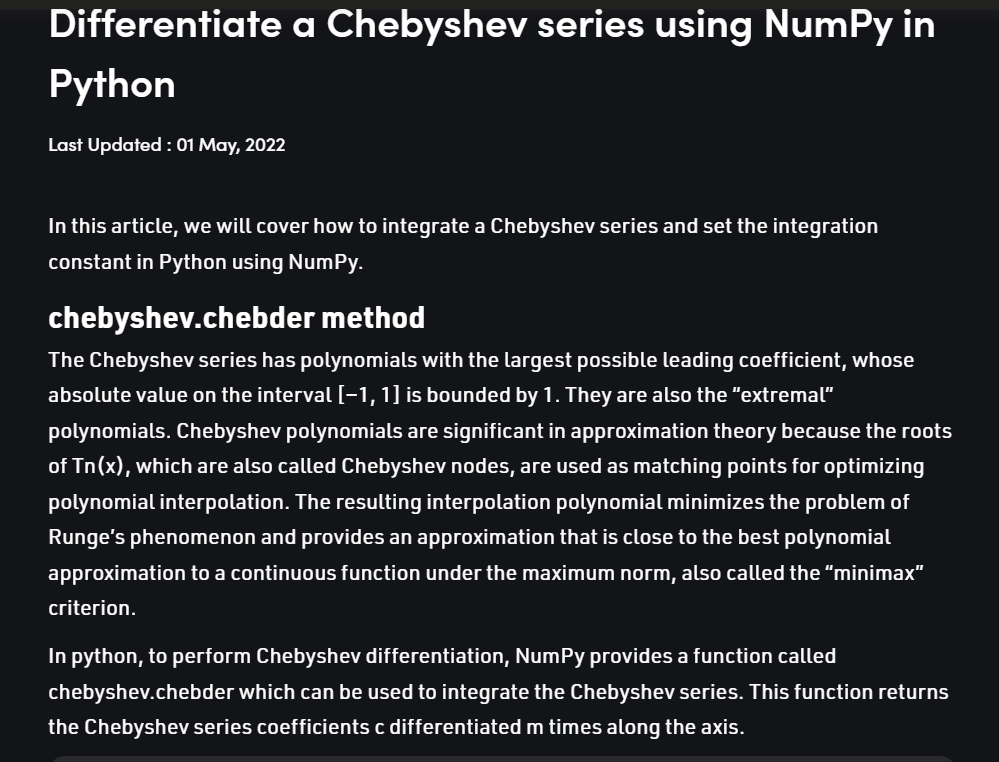 Differentiate a Chebyshev series using NumPy in
Python
Last Updated : 01 May, 2022
In this article, we will cover how to integrate a Chebyshev series and set the integration
constant in Python using NumPy.
chebyshev.chebder method
The Chebyshev series has polynomials with the largest possible leading coefficient, whose
absolute value on the interval [−1, 1] is bounded by 1. They are also the “extremal”
polynomials. Chebyshev polynomials are significant in approximation theory because the roots
of Tn(x), which are also called Chebyshev nodes, are used as matching points for optimizing
polynomial interpolation. The resulting interpolation polynomial minimizes the problem of
Runge’s phenomenon and provides an approximation that is close to the best polynomial
approximation to a continuous function under the maximum norm, also called the “minimax”
criterion.
In python, to perform Chebyshev differentiation, NumPy provides a function called
chebyshev.chebder which can be used to integrate the Chebyshev series. This function returns
the Chebyshev series coefficients c differentiated m times along the axis.